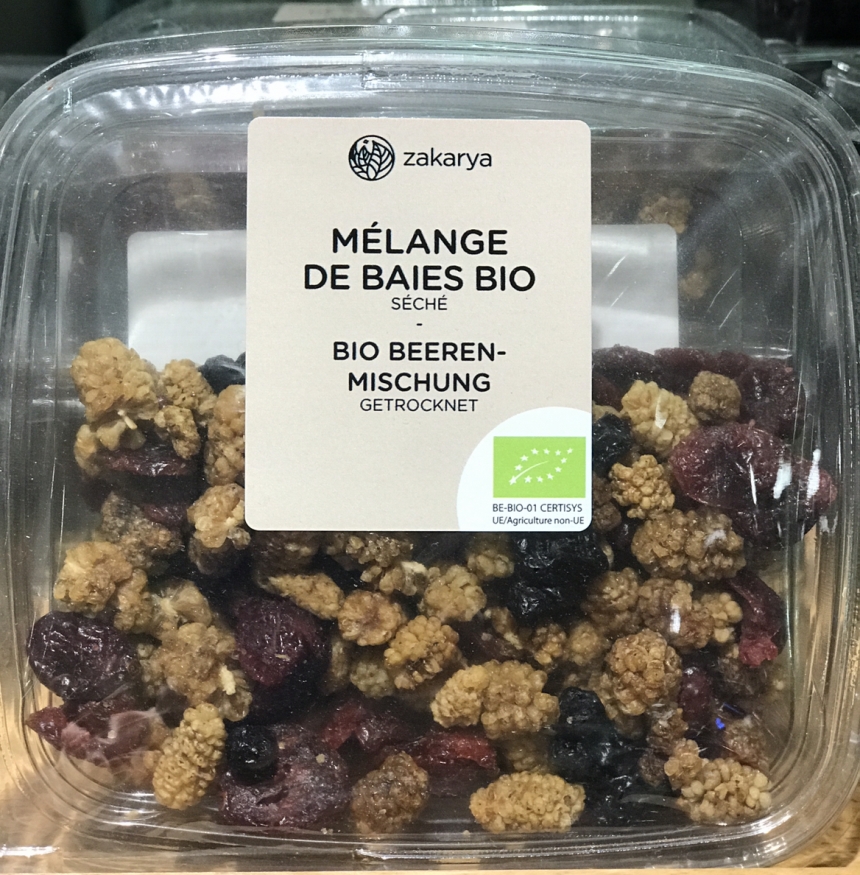 zakarya
MÉLANGE
DE BAIES BIO
SÉCHÉ
-
BIO BEEREN-
MISCHUNG
GETROCKNET
BE-BIO-01 CERTISYS
UE/Agriculture non-UE